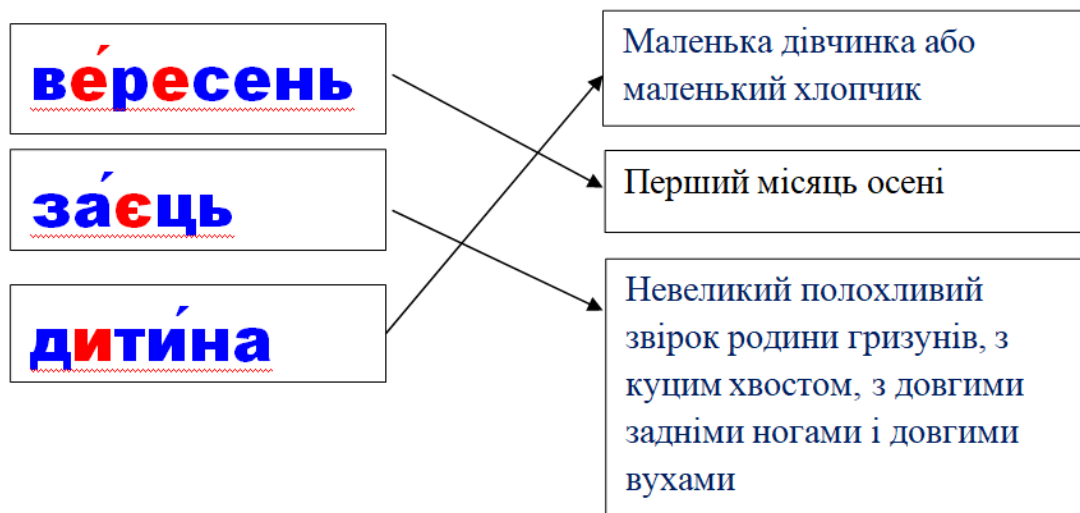 ве́ресень
за́єць
дити́на
Маленька дівчинка або
маленький хлопчик
Перший місяць осені
Невеликий полохливий
звірок родини гризунів, з
куцим хвостом, з довгими
задніми ногами і довгими
вухами